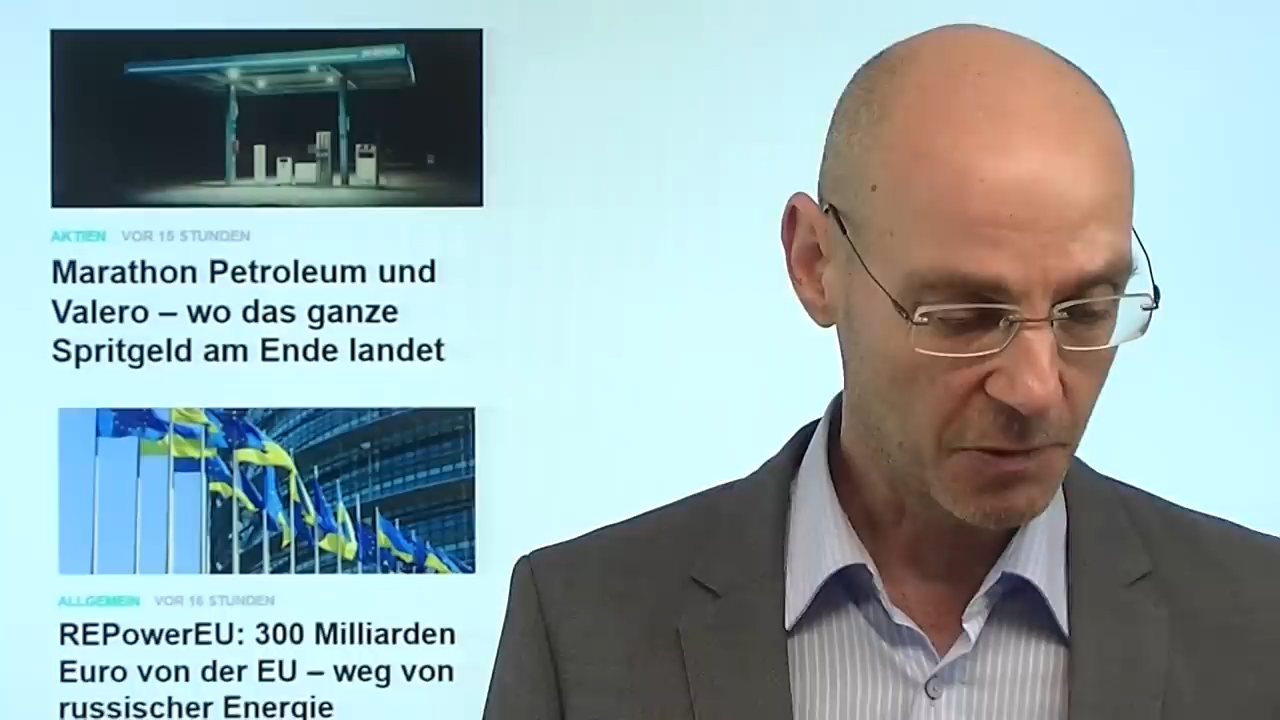 AKTIEN VOR 15 STUNDEN
Marathon Petroleum und
Valero – wo das ganze
Spritgeld am Ende landet
ALLGEMEIN VOR 16 STUNDEN
REPowerEU: 300 Milliarden
Euro von der EU – weg von
russischer Energie